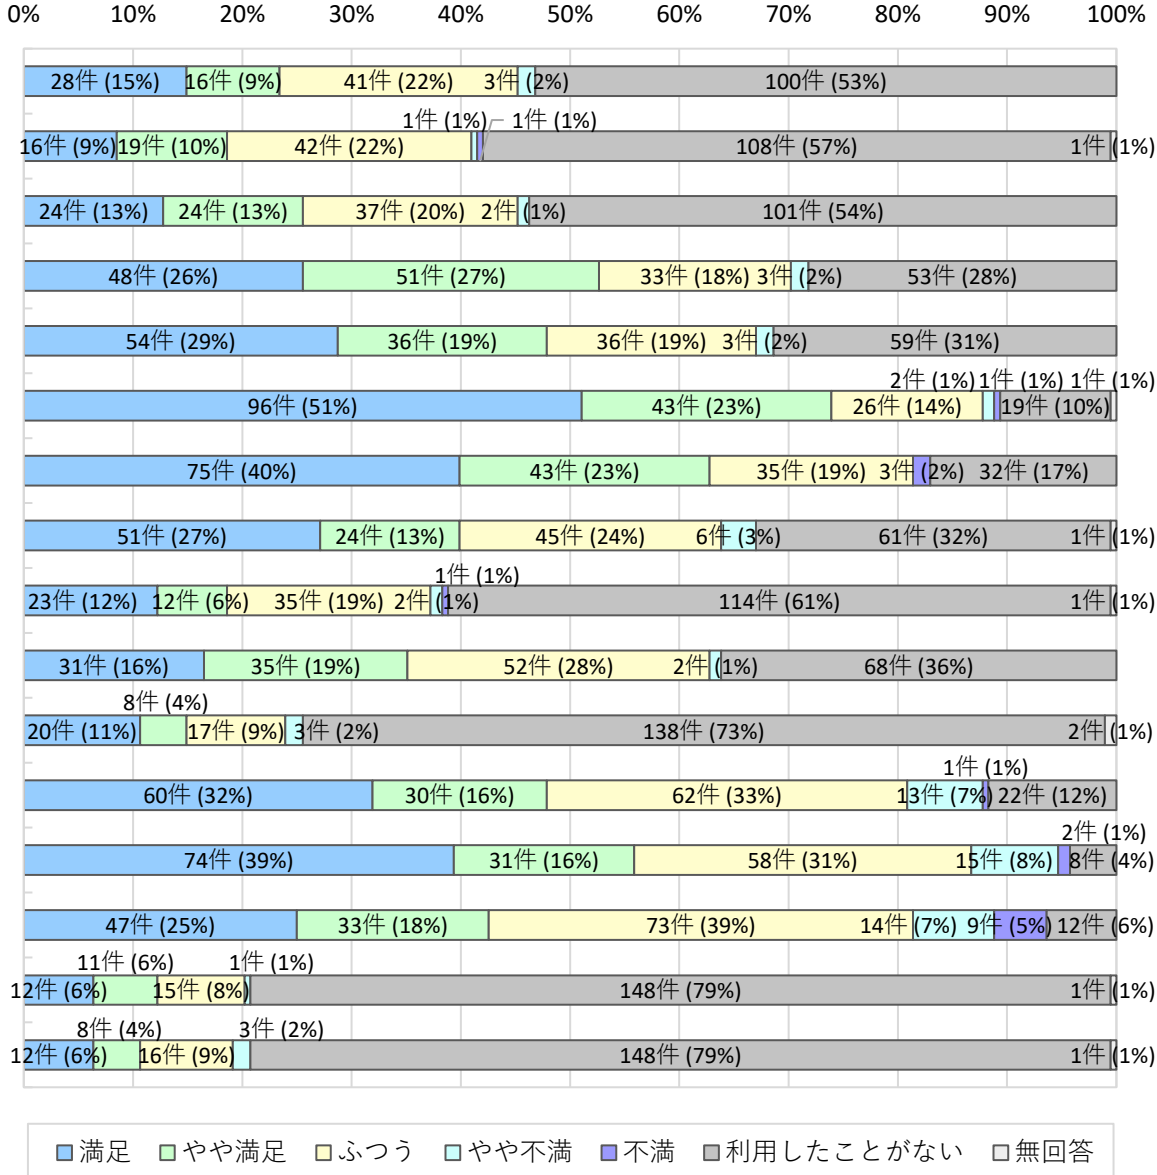 0% 10% 20% 30% 40% 50% 60% 70% 80% 90% 100%
28件 (15%) 16件 (9%) 41件 (22%) 3件 (2%) 100件 (53%)
1件 (1%) 1件 (1%)
16件 (9%) 19件 (10%) 42件 (22%) 108件 (57%) 1件 (1%)
24件 (13%) 24件 (13%) 37件 (20%) 2件 (1%) 101件 (54%)
48件 (26%) 51件 (27%) 33件 (18%) 3件 (2%) 53件 (28%)
54件 (29%) 36件 (19%) 36件 (19%) 3件 (2%) 59件 (31%)
2件 (1%) 1件 (1%) 1件 (1%)
96件 (51%) 43件 (23%) 26件 (14%) 19件 (10%)
75件 (40%) 43件 (23%) 35件 (19%) 3件 (2%) 32件 (17%)
51件 (27%) 24件 (13%) 45件 (24%) 6件 (3%) 61件 (32%) 1件 (1%)
1件 (1%)
23件 (12%) 12件 (6%) 35件 (19%) 2件 (1%) 114件 (61%) 1件 (1%)
31件 (16%) 35件 (19%) 52件 (28%) 2件 (1%) 68件 (36%)
8件 (4%)
20件 (11%) 17件 (9%) 3件 (2%) 138件 (73%) 2件 (1%)
1件 (1%)
60件 (32%) 30件 (16%) 62件 (33%) 13件 (7%) 22件 (12%)
2件 (1%)
74件 (39%) 31件 (16%) 58件 (31%) 15件 (8%) 8件 (4%)
47件 (25%) 33件 (18%) 73件 (39%) 14件 (7%) 9件 (5%) 12件 (6%)
11件 (6%) 1件 (1%)
12件 (6%) 15件 (8%) 148件 (79%) 1件 (1%)
8件 (4%) 3件 (2%)
12件 (6%) 16件 (9%) 148件 (79%) 1件 (1%)
満足 やや満足 ふつう やや不満 不満 利用したことがない 無回答